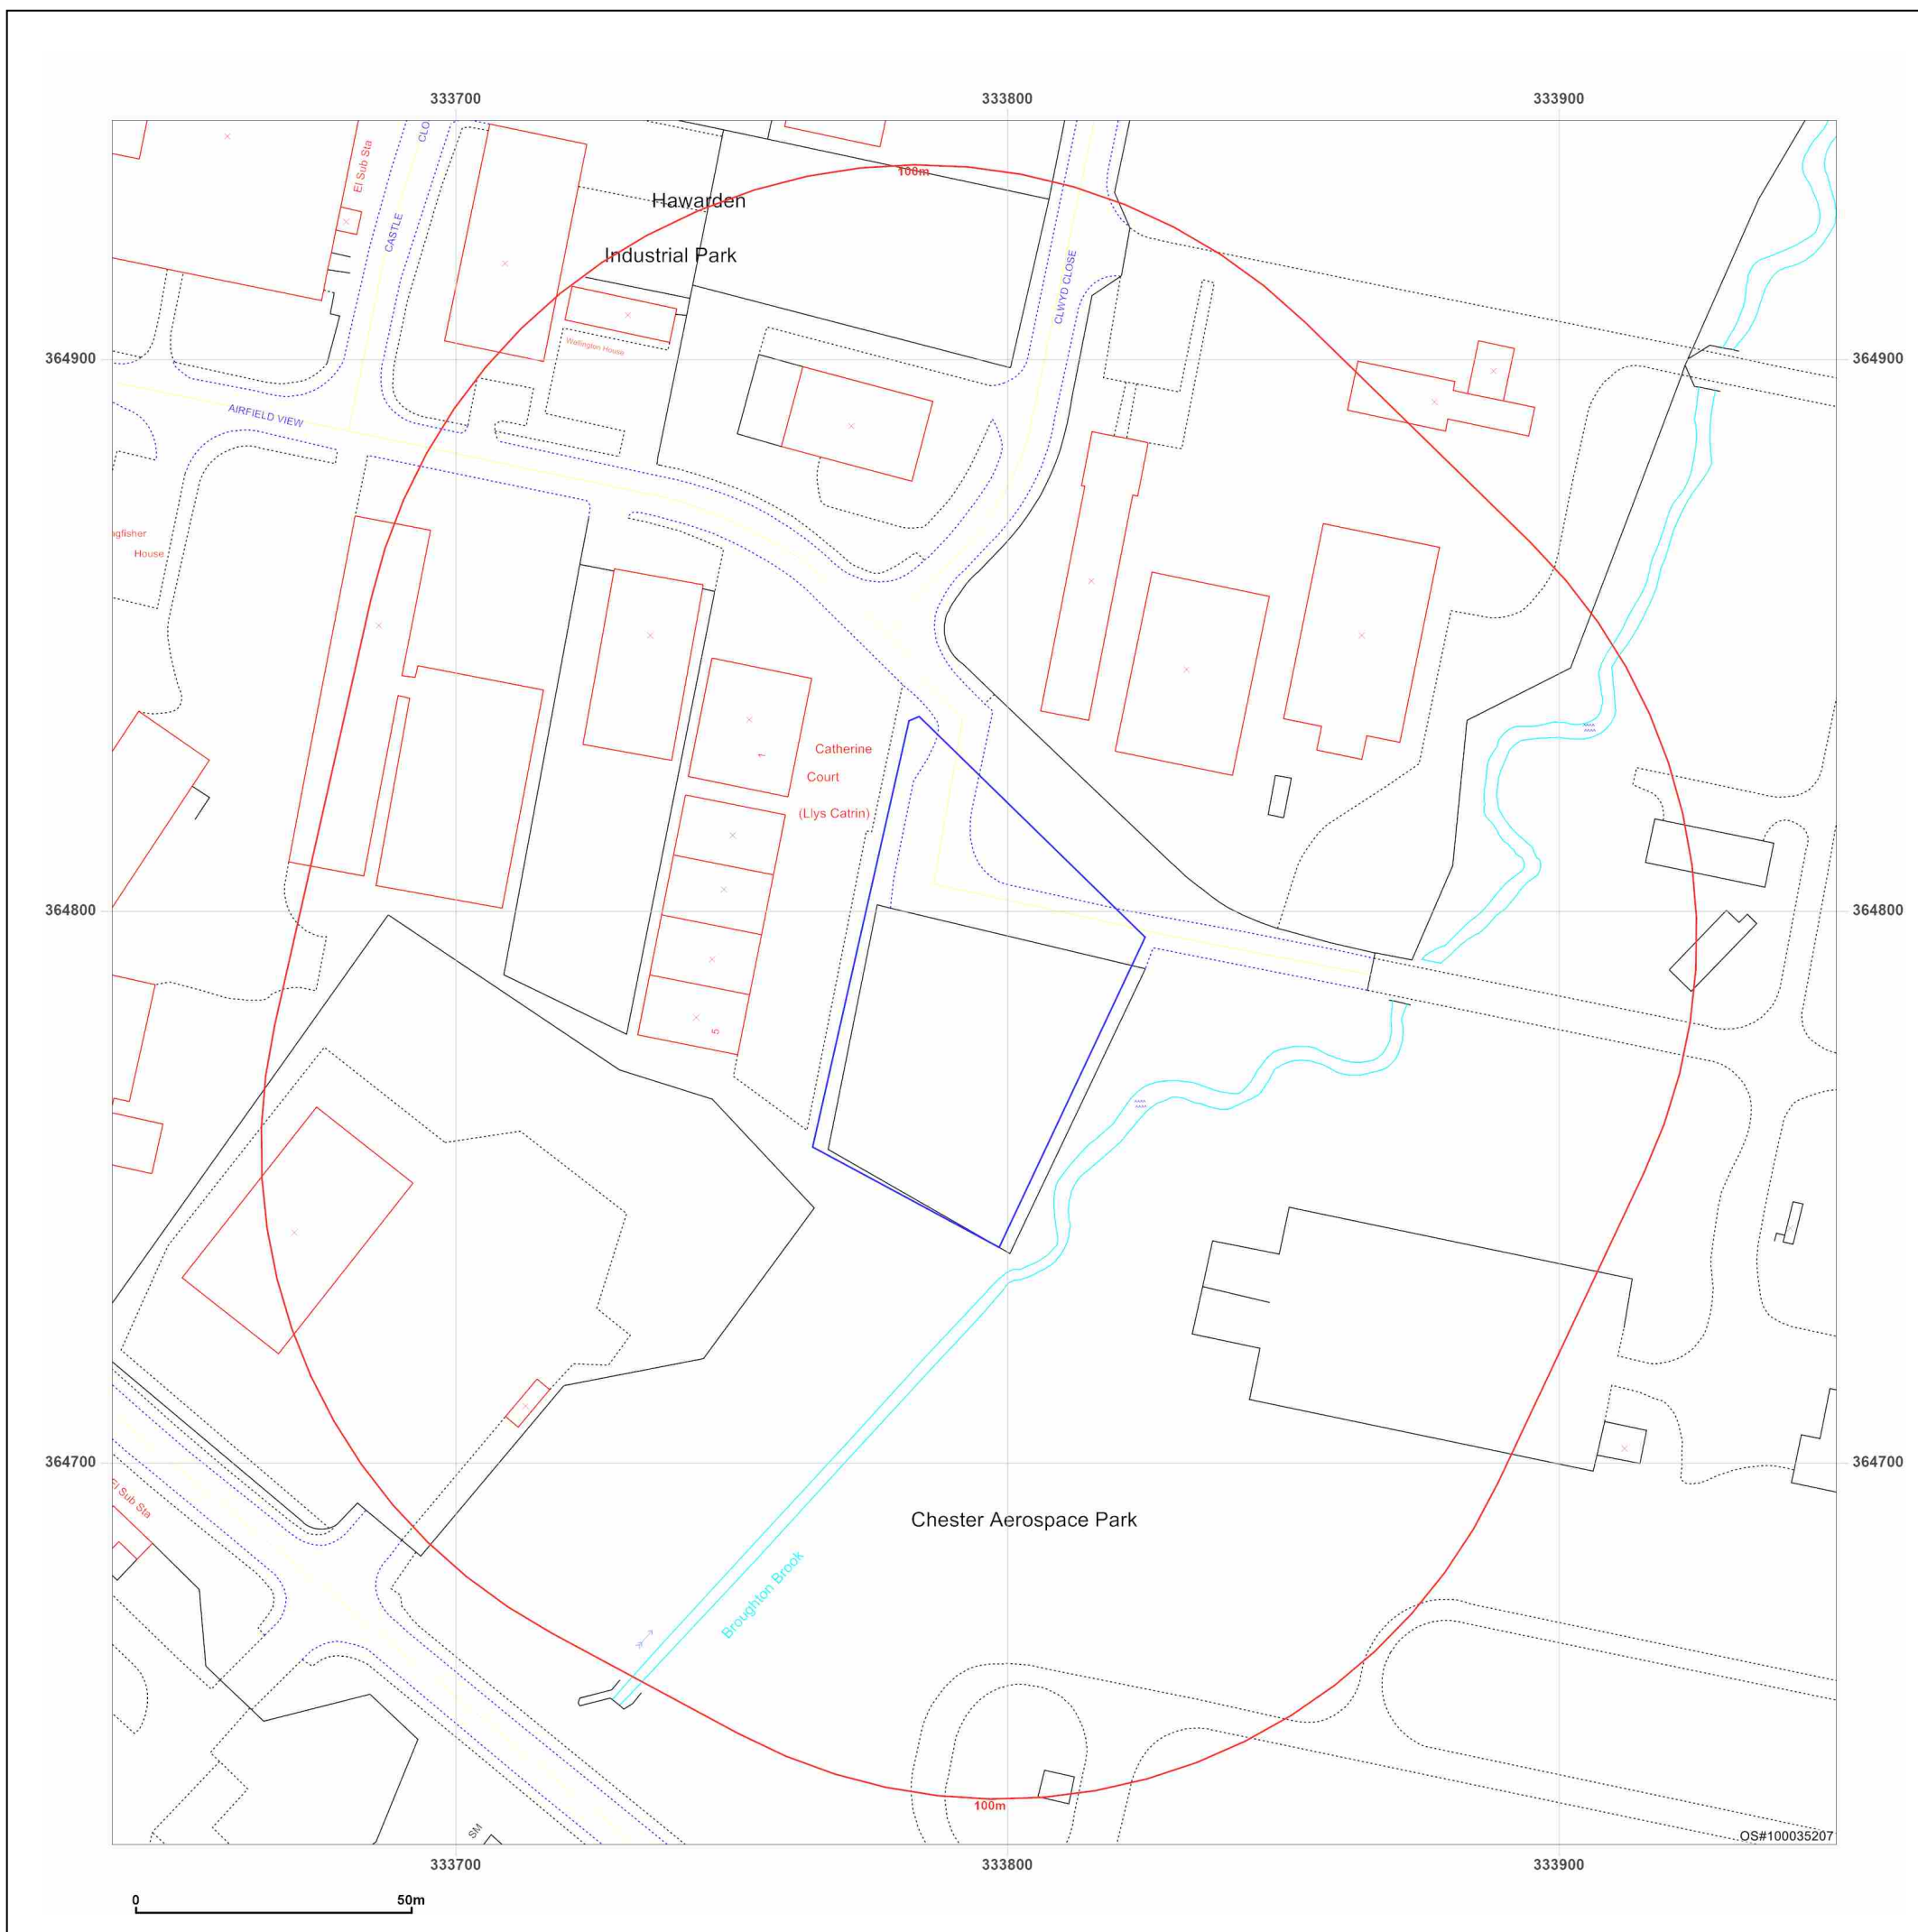 333700
333800
333900
100m
El Sub Sta
CLO
CASTLE
Hawarden
Industrial Park
CLWYD CLOSE
Wellington House
364900
364900
AIRFIELD VIEW
ngfisher
House
1
Catherine
Court
(Llys Catrin)
364800
364800
5
364700
364700
El Sub Sta
Chester Aerospace Park
Broughton Brook
100m
SM
OS#100035207
333700
333800
333900
0
50m